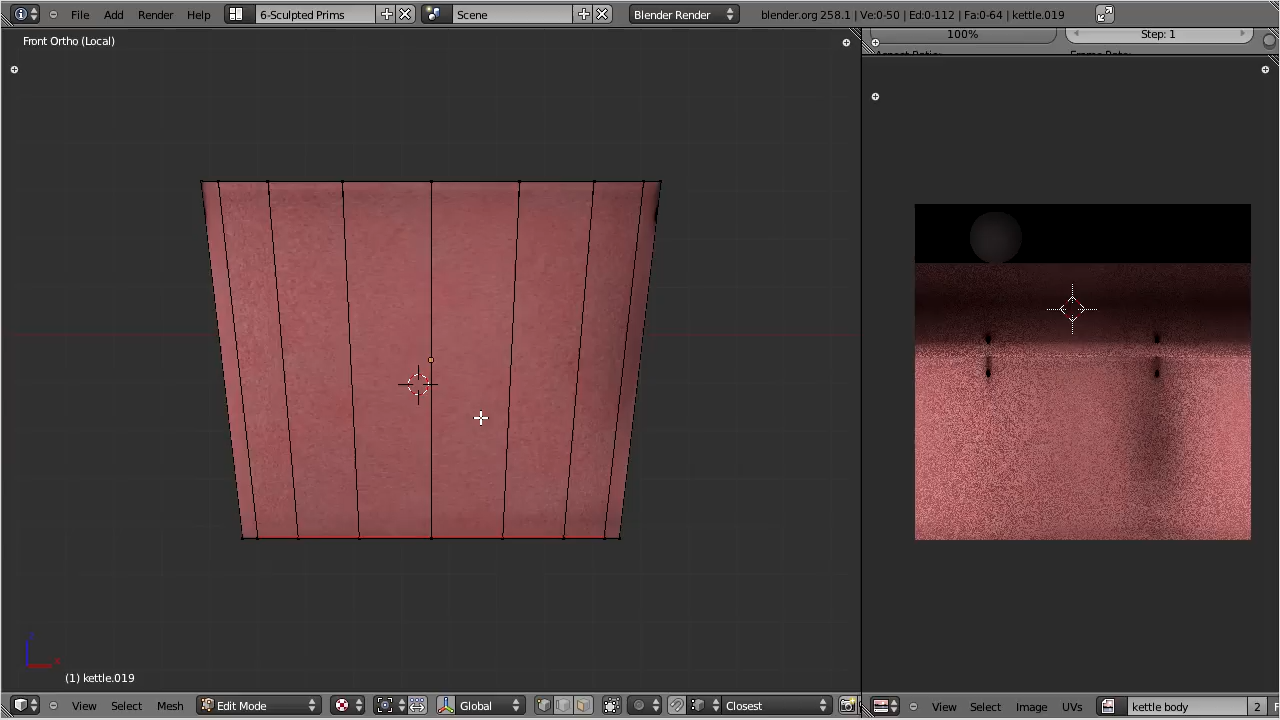 File Add Render Help 6-Sculpted Prims Scene Blender Render blender.org 258.1 | Ve:0-50 | Ed:0-112 | Fa:0-64 | kettle.019
Front Ortho (Local)
100% Step: 1
(1) kettle.019
View Select Mesh Edit Mode Global Closest
View Select Image UVs kettle body 2 F